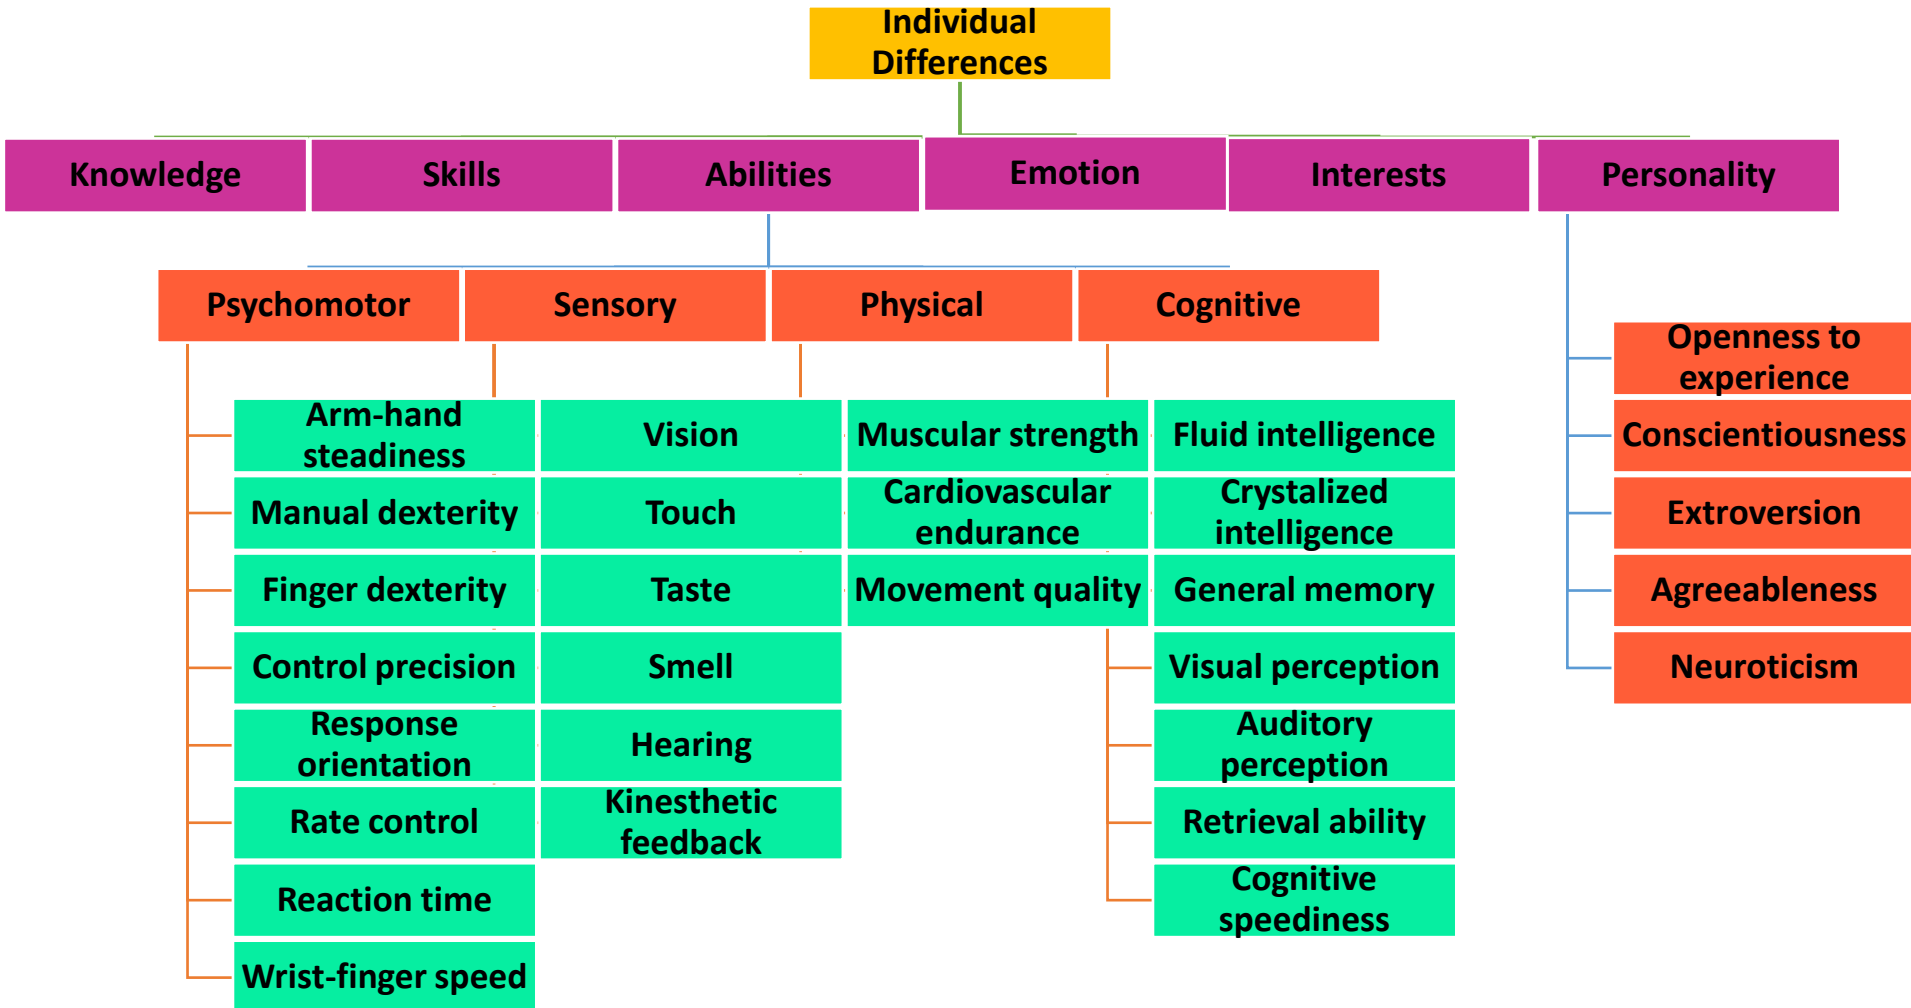 Individual
Differences
Knowledge
Skills
Abilities
Emotion
Interests
Personality
Psychomotor
Sensory
Physical
Cognitive
Arm-hand
steadiness
Manual dexterity
Finger dexterity
Control precision
Response
orientation
Rate control
Reaction time
Wrist-finger speed
Vision
Touch
Taste
Smell
Hearing
Kinesthetic
feedback
Muscular strength
Cardiovascular
endurance
Movement quality
Fluid intelligence
Crystalized
intelligence
General memory
Visual perception
Auditory
perception
Retrieval ability
Cognitive
speediness
Openness to
experience
Conscientiousness
Extroversion
Agreeableness
Neuroticism